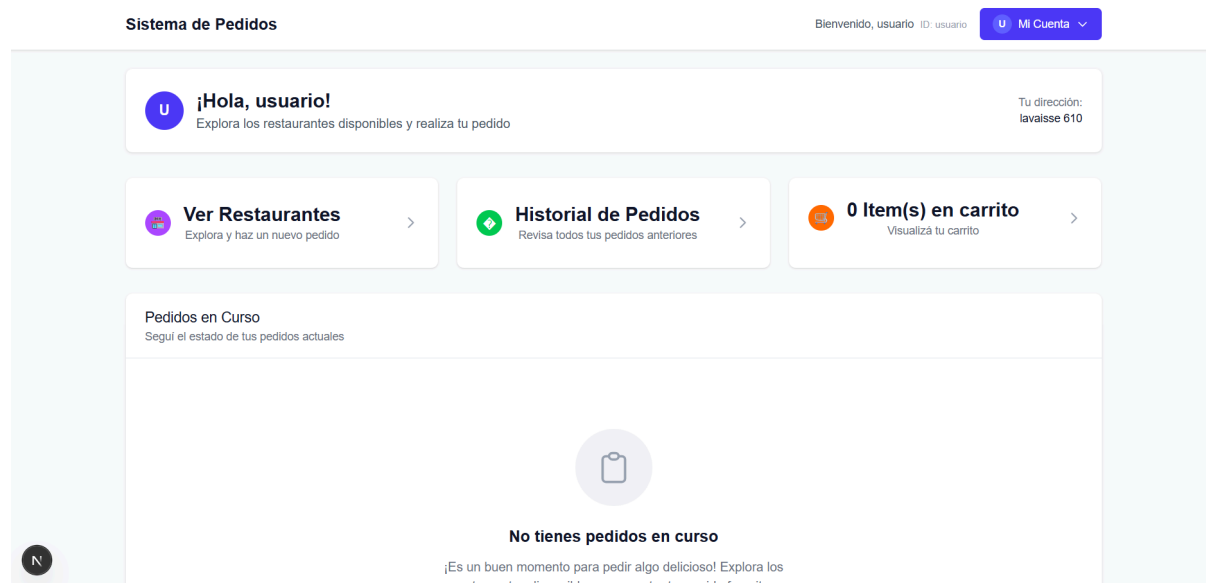 Sistema de Pedidos
Bienvenido, usuario ID: usuario
U Mi Cuenta
U
¡Hola, usuario!
Explora los restaurantes disponibles y realiza tu pedido
Tu dirección:
lavaisse 610
Ver Restaurantes
Explora y haz un nuevo pedido
Historial de Pedidos
Revisa todos tus pedidos anteriores
0 Item(s) en carrito
Visualizá tu carrito
Pedidos en Curso
Seguí el estado de tus pedidos actuales
No tienes pedidos en curso
¡Es un buen momento para pedir algo delicioso! Explora los
N